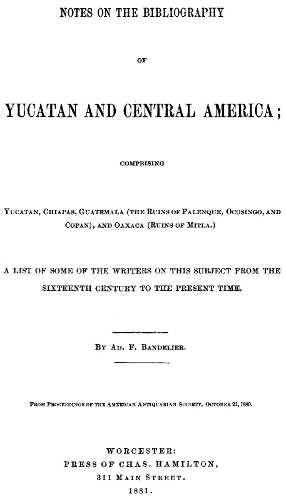 NOTES ON THE BIBLIOGRAPHY
OF
YUCATAN AND CENTRAL AMERICA;
COMPRISING
YUCATAN, CHIAPAS, GUATEMALA (THE RUINS OF PALENQUE, OCOSINGO, AND
COPAN), AND OAXACA (RUINS OF MITLA.)
A LIST OF SOME OF THE WRITERS ON THIS SUBJECT FROM THE
SIXTEENTH CENTURY TO THE PRESENT TIME.
BY AD. F. BANDELIER.
FROM PROCEEDINGS OF THE AMERICAN ANTIQUARIAN SOCIETY, OCTOBER 21, 1880.
WORCESTER:
PRESS OF CHAS. HAMILTON,
311 MAIN STREET.
1881.